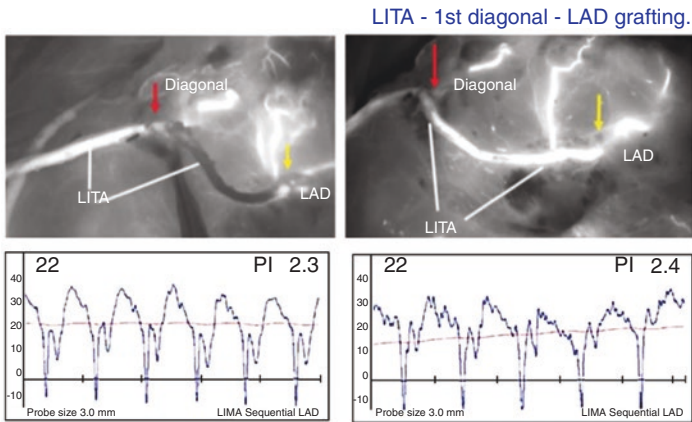 LITA - 1st diagonal - LAD grafting.
Diagonal
LITA
LAD
Diagonal
LAD
LITA
22 PI 2.3
40
30
20
10
0
-10
Probe size 3.0 mm LIMA Sequential LAD
22 PI 2.4
40
30
20
10
0
-10
Probe size 3.0 mm LIMA Sequential LAD